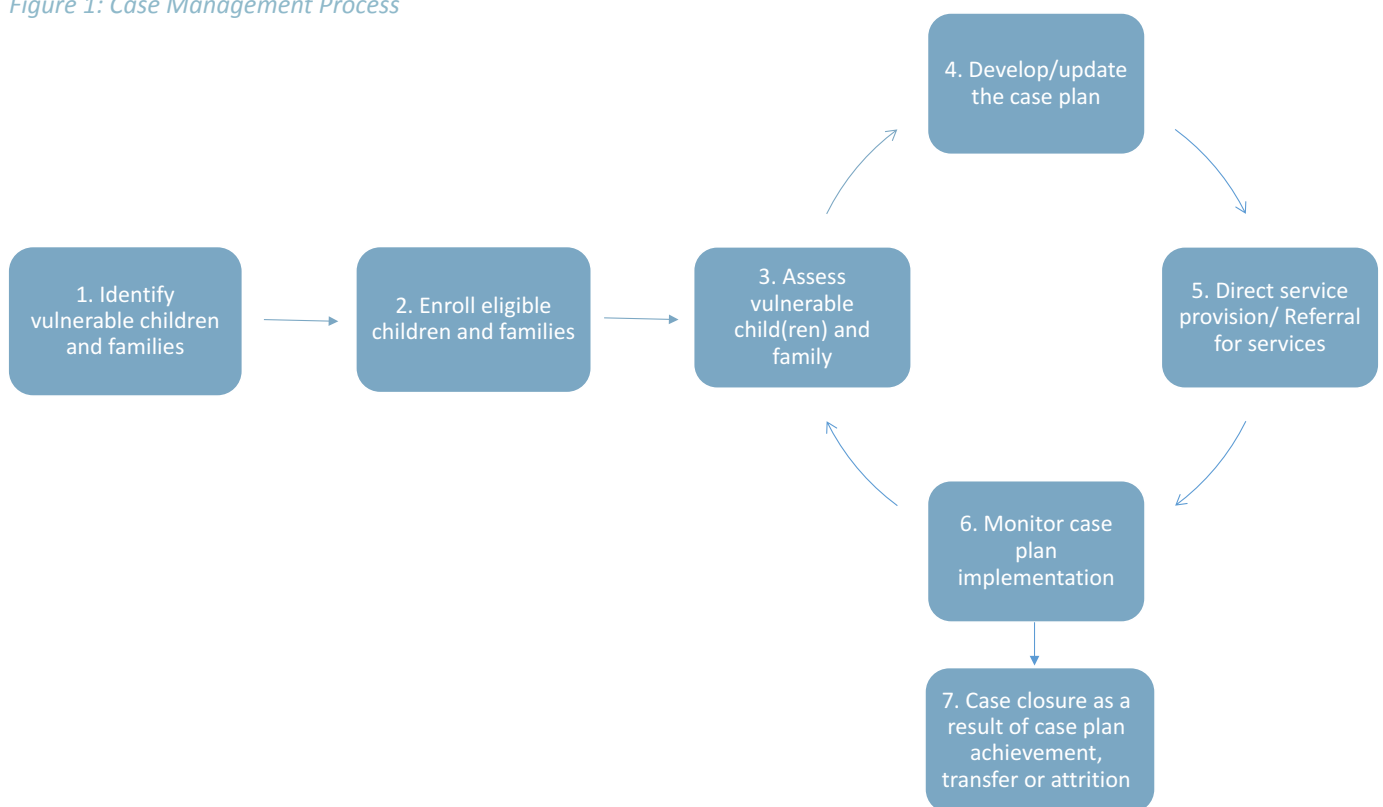 Figure 1: Case Management Process
1. Identify
vulnerable children
and families
2. Enroll eligible
children and families
3. Assess
vulnerable
child(ren) and
family
4. Develop/update
the case plan
5. Direct service
provision/ Referral
for services
6. Monitor case
plan
implementation
7. Case closure as a
result of case plan
achievement,
transfer or attrition